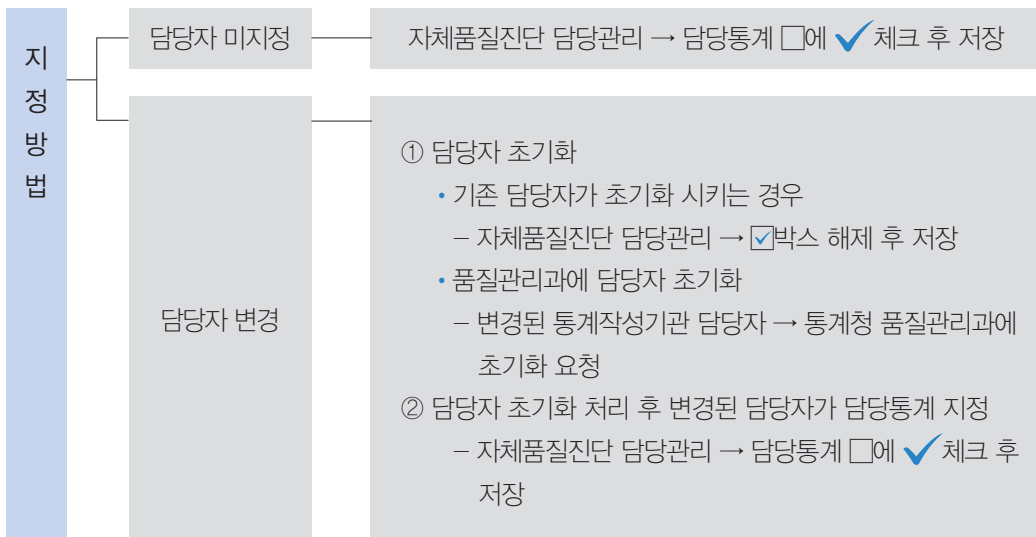 지
정
방
법
담당자 미지정
자체품질진단 담당관리 → 담당통계 □에 ✓ 체크 후 저장
담당자 변경
① 담당자 초기화
• 기존 담당자가 초기화 시키는 경우
– 자체품질진단 담당관리 → ☑박스 해제 후 저장
• 품질관리과에 담당자 초기화
– 변경된 통계작성기관 담당자 → 통계청 품질관리과에
초기화 요청
② 담당자 초기화 처리 후 변경된 담당자가 담당통계 지정
– 자체품질진단 담당관리 → 담당통계 □에 ✓ 체크 후
저장